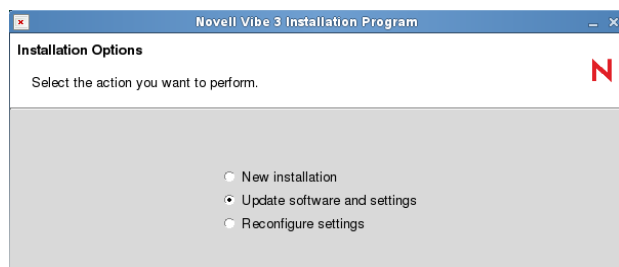 Novell Vibe 3 Installation Program
Installation Options
Select the action you want to perform.
N
New installation
Update software and settings
Reconfigure settings